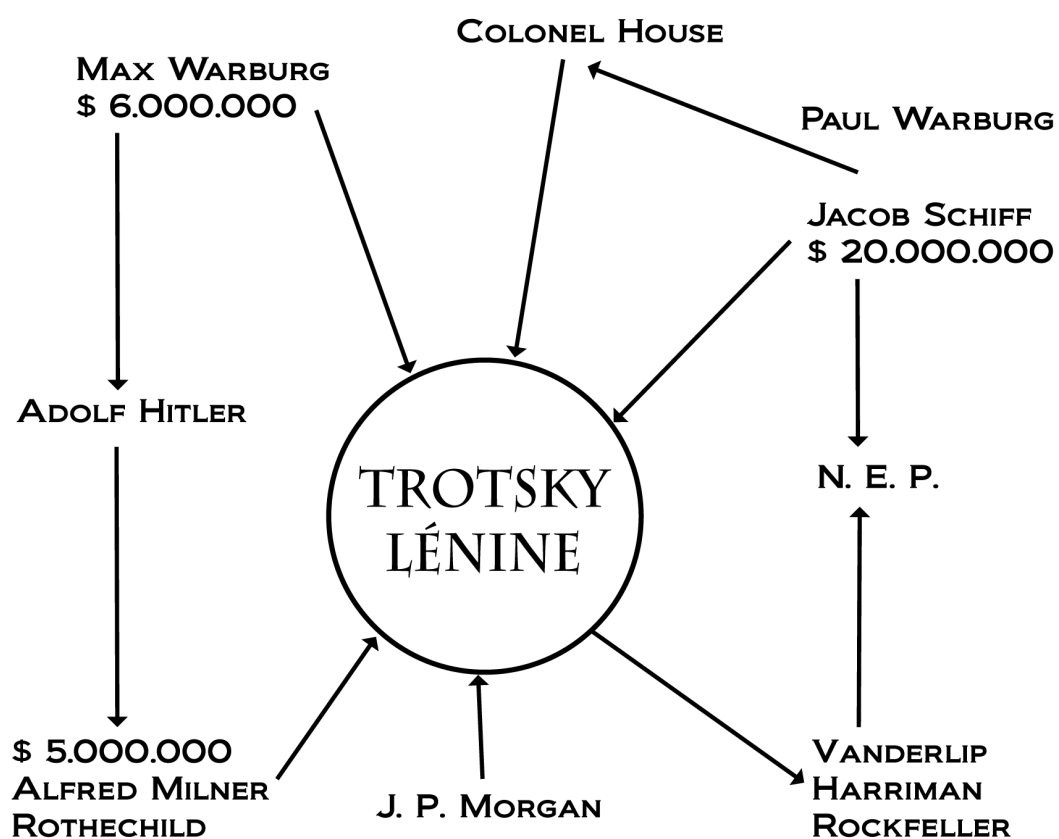 Colonel House
Max Warburg
$ 6.000.000
Paul Warburg
Jacob Schiff
$ 20.000.000
Adolf Hitler
TROTSKY
LÉNINE
N. E. P.
$ 5.000.000
Alfred Milner
Rothechild
J. P. Morgan
Vanderlip
Harriman
Rockfeller